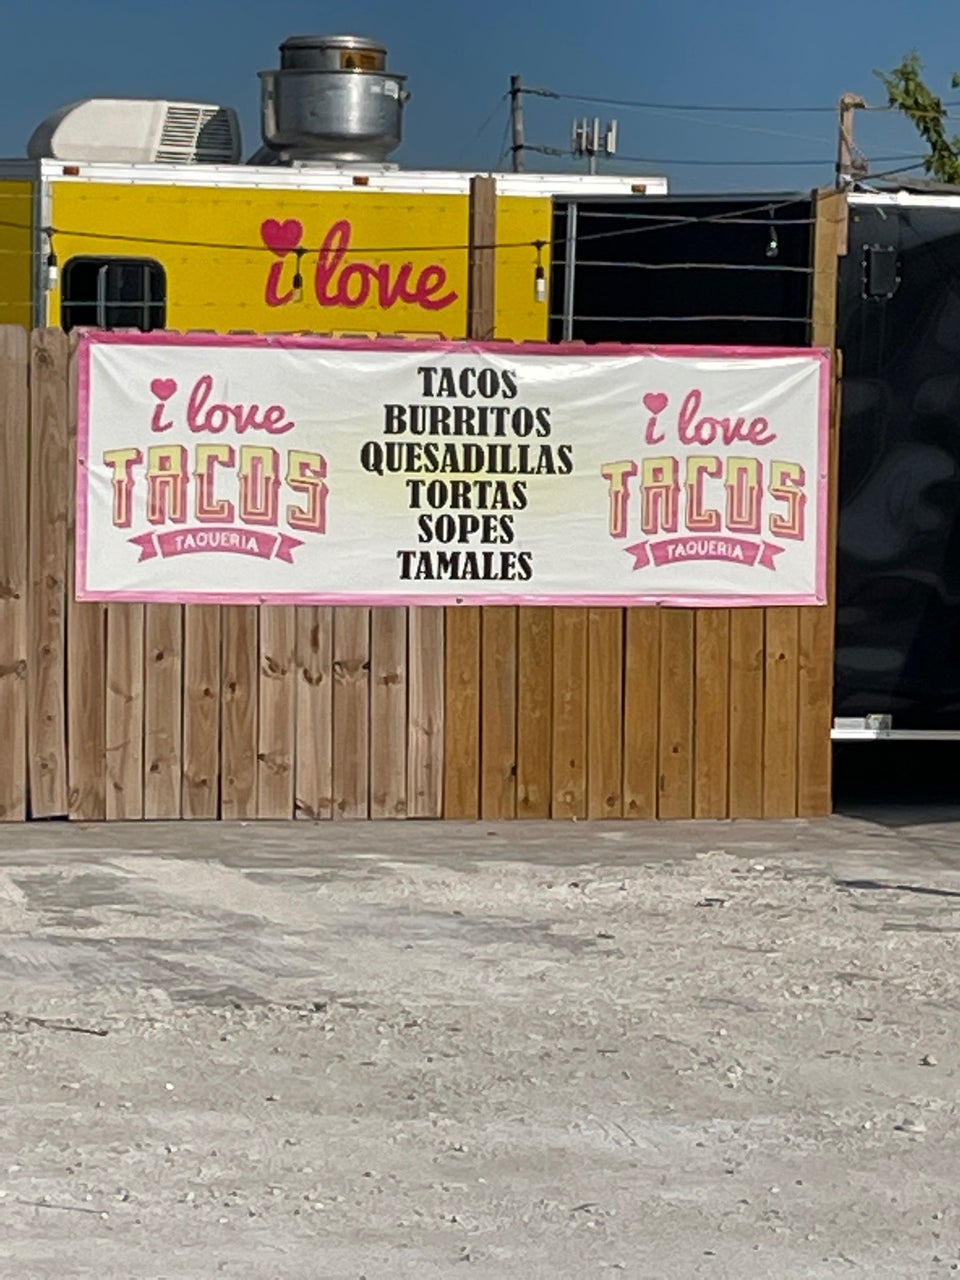 i love
i love
TACOS
TAQUERIA
TACOS
BURRITOS
QUESADILLAS
TORTAS
SOPES
TAMALES
i love
TACOS
TAQUERIA